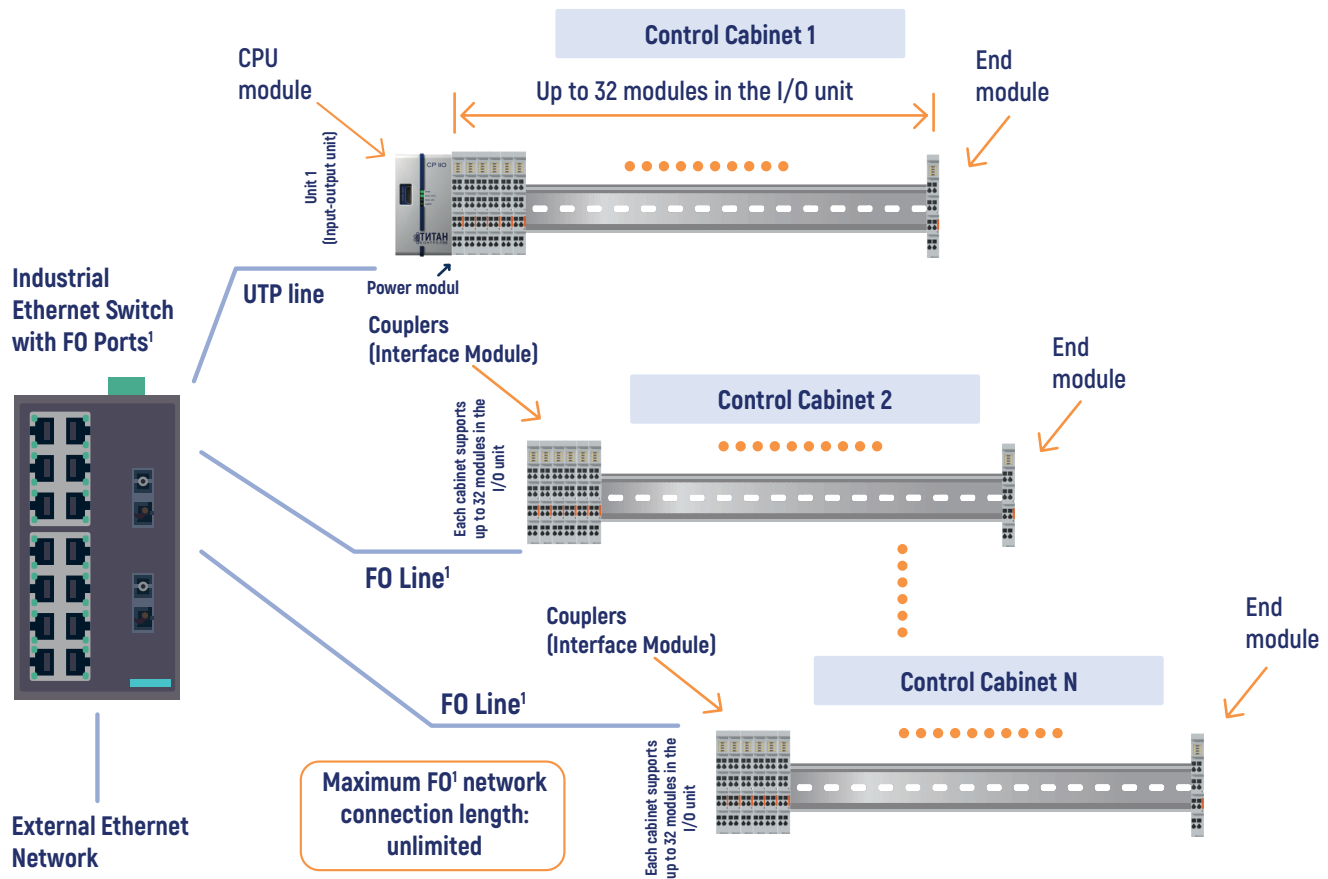 Control Cabinet 1
CPU
module
Up to 32 modules in the I/O unit
End
module
Unit 1
(Input-output unit)
CP IIO
ТИТАН
Power modul
UTP line
Industrial
Ethernet Switch
with FO Ports¹
Couplers
(Interface Module)
Control Cabinet 2
End
module
Each cabinet supports
up to 32 modules in the
I/O unit
FO Line¹
Couplers
(Interface Module)
Control Cabinet N
End
module
FO Line¹
Each cabinet supports
up to 32 modules in the
I/O unit
Maximum FO¹ network
connection length:
unlimited
External Ethernet
Network